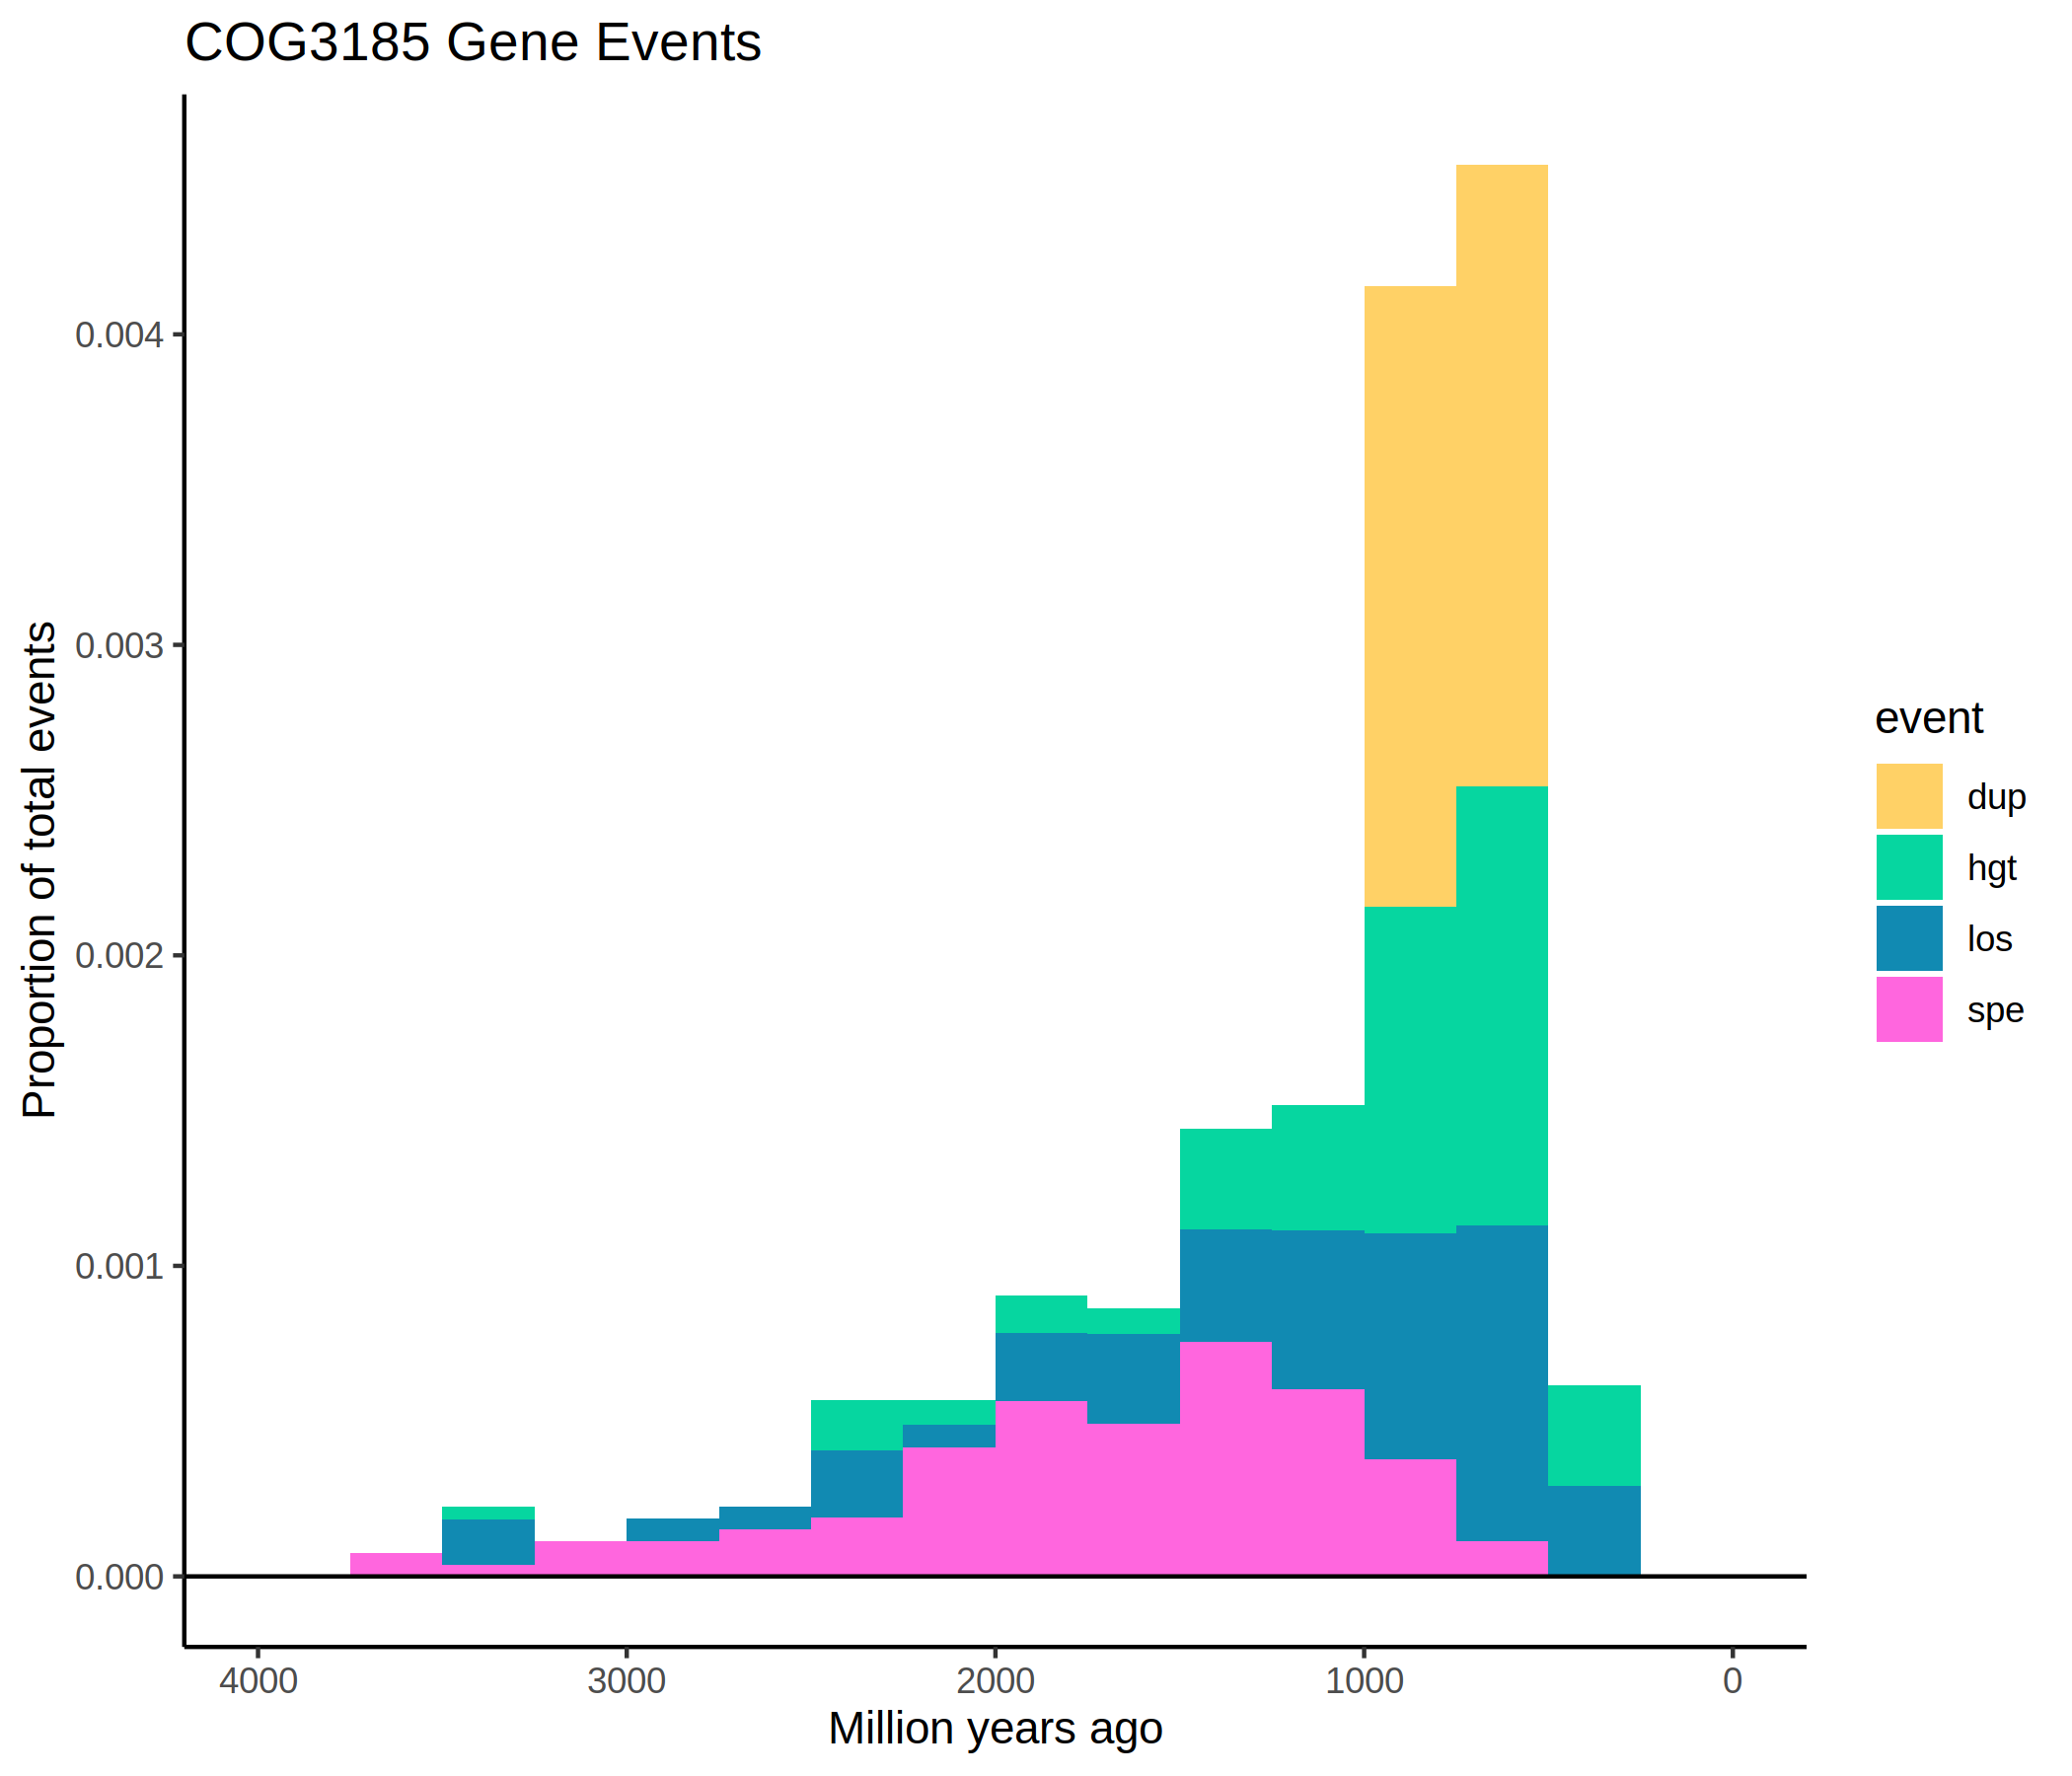 COG3185 Gene Events
Proportion of total events
0.004
0.003
0.002
0.001
0.000
4000 3000 2000 1000 0
Million years ago
event
dup
hgt
los
spe